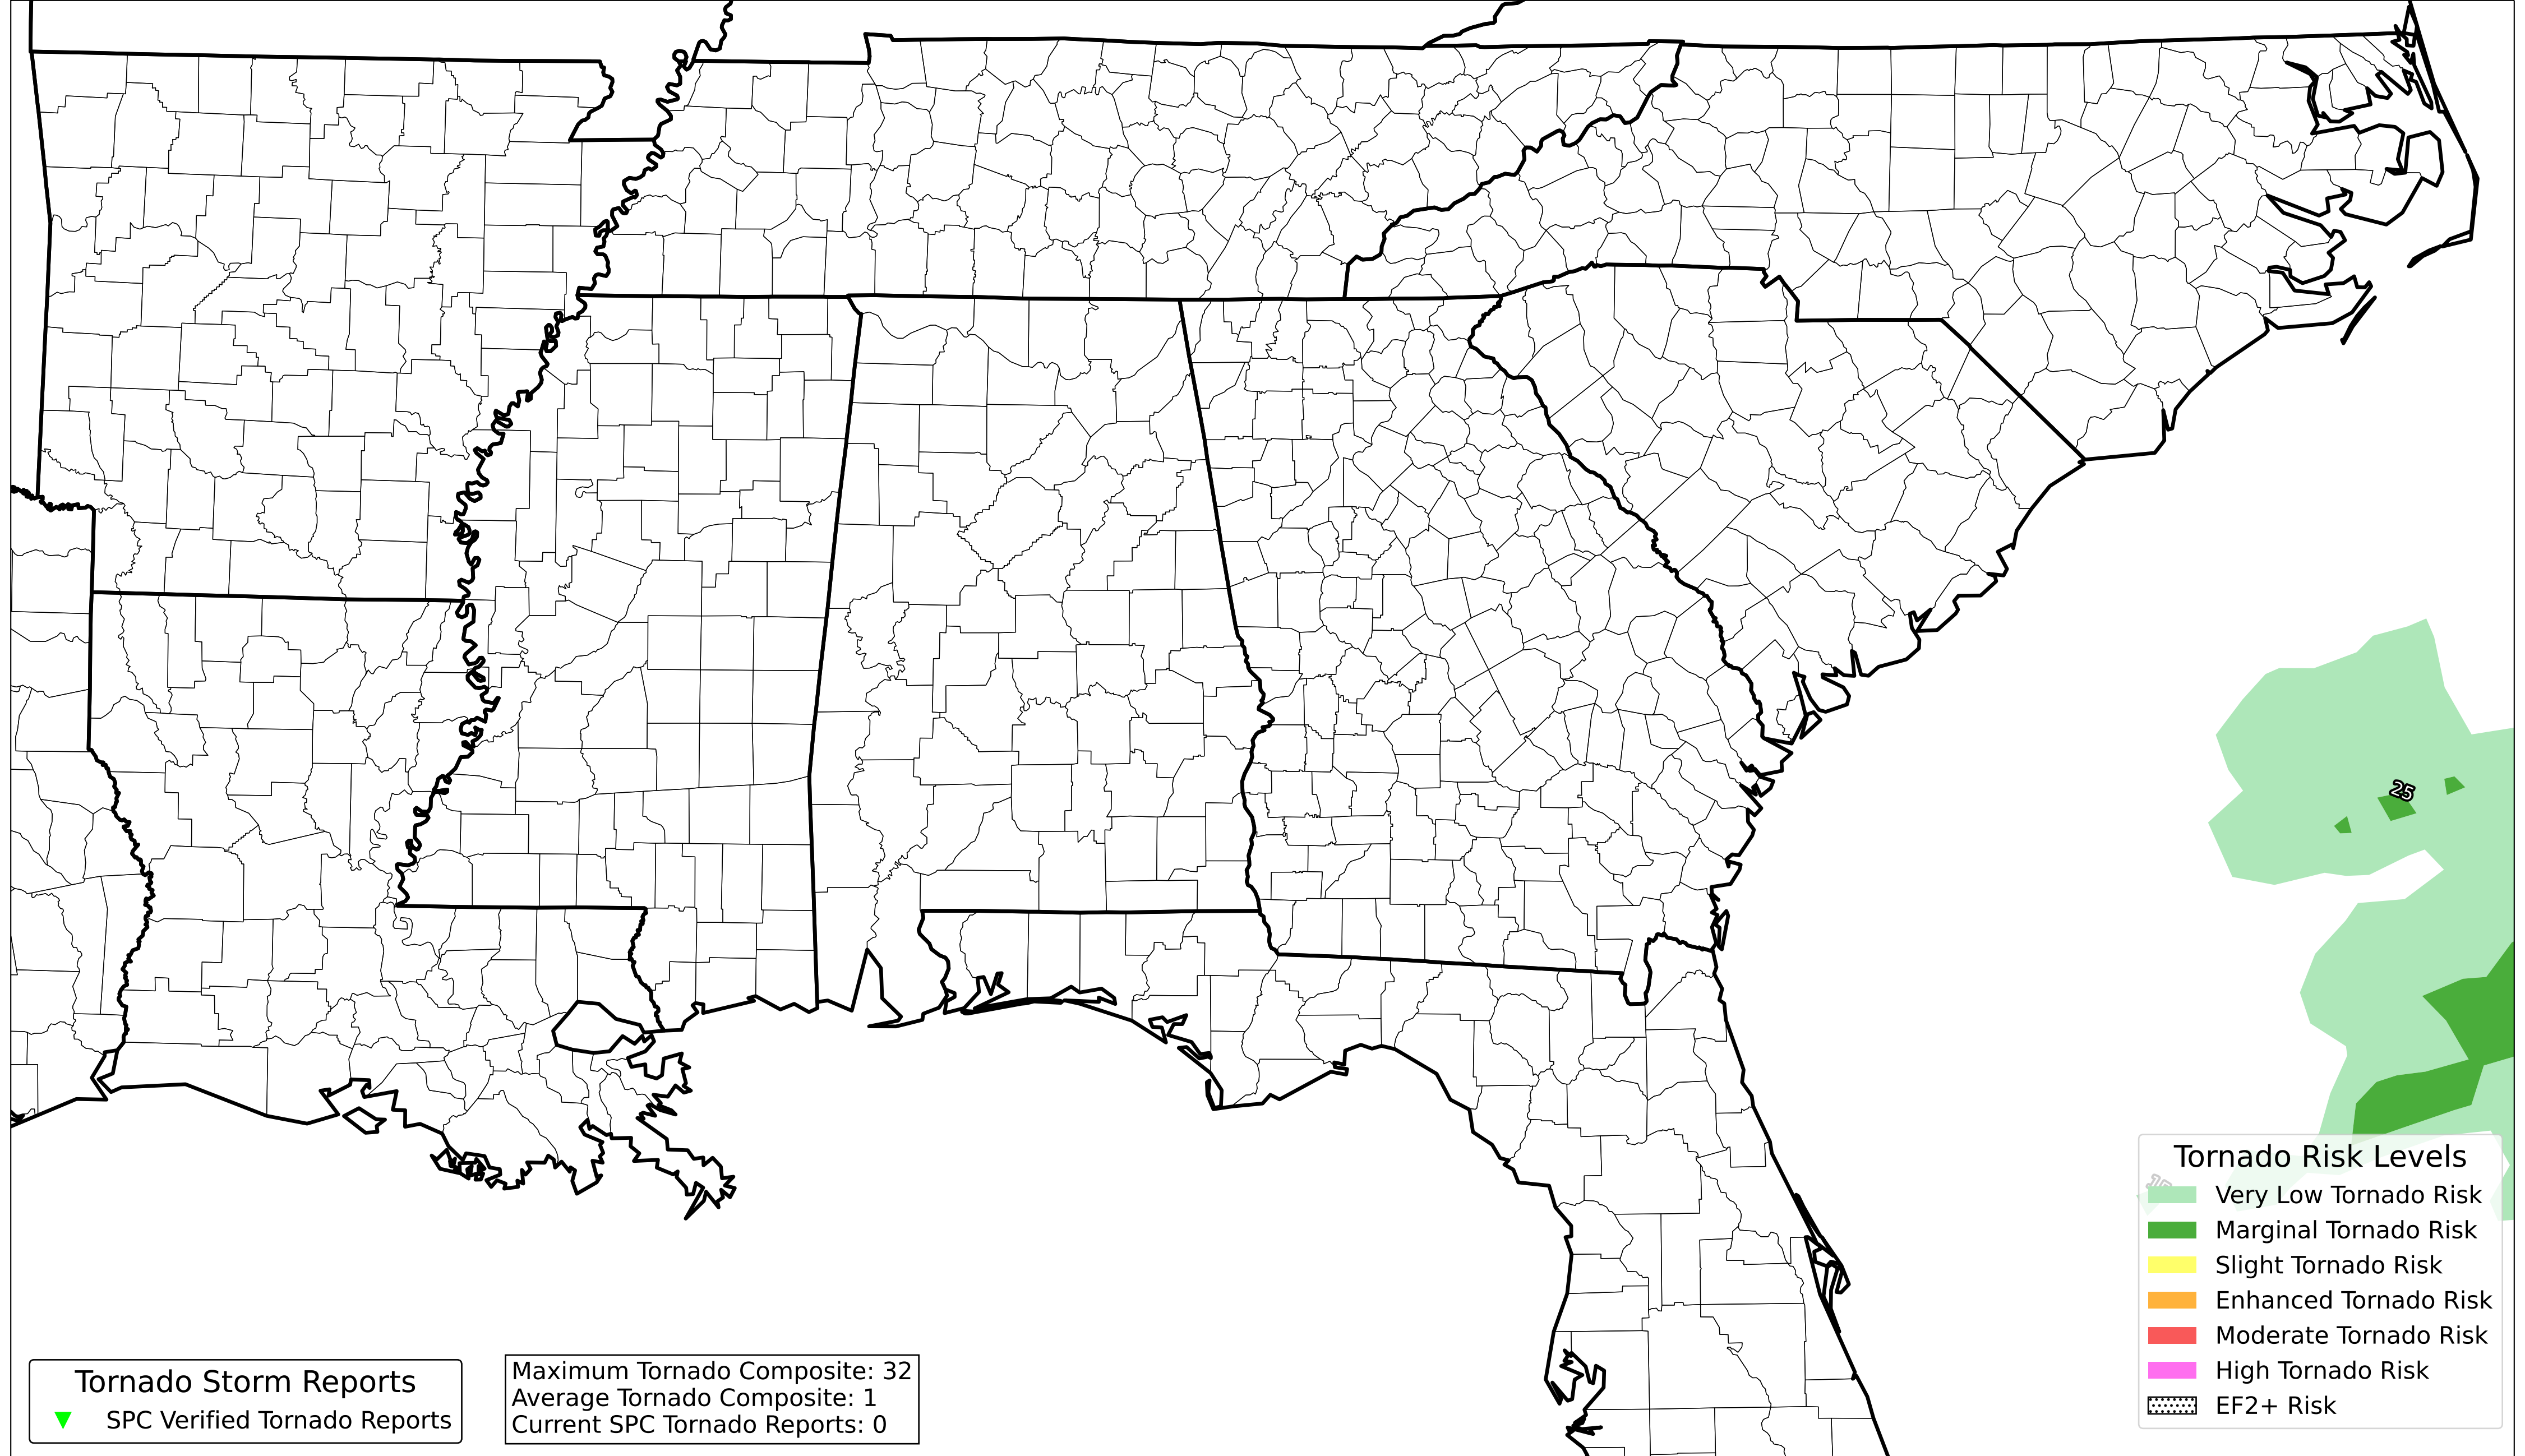 25
Tornado Risk Levels
Very Low Tornado Risk
Marginal Tornado Risk
Slight Tornado Risk
Enhanced Tornado Risk
Moderate Tornado Risk
High Tornado Risk
EF2+ Risk
Tornado Storm Reports
SPC Verified Tornado Reports
Maximum Tornado Composite: 32
Average Tornado Composite: 1
Current SPC Tornado Reports: 0